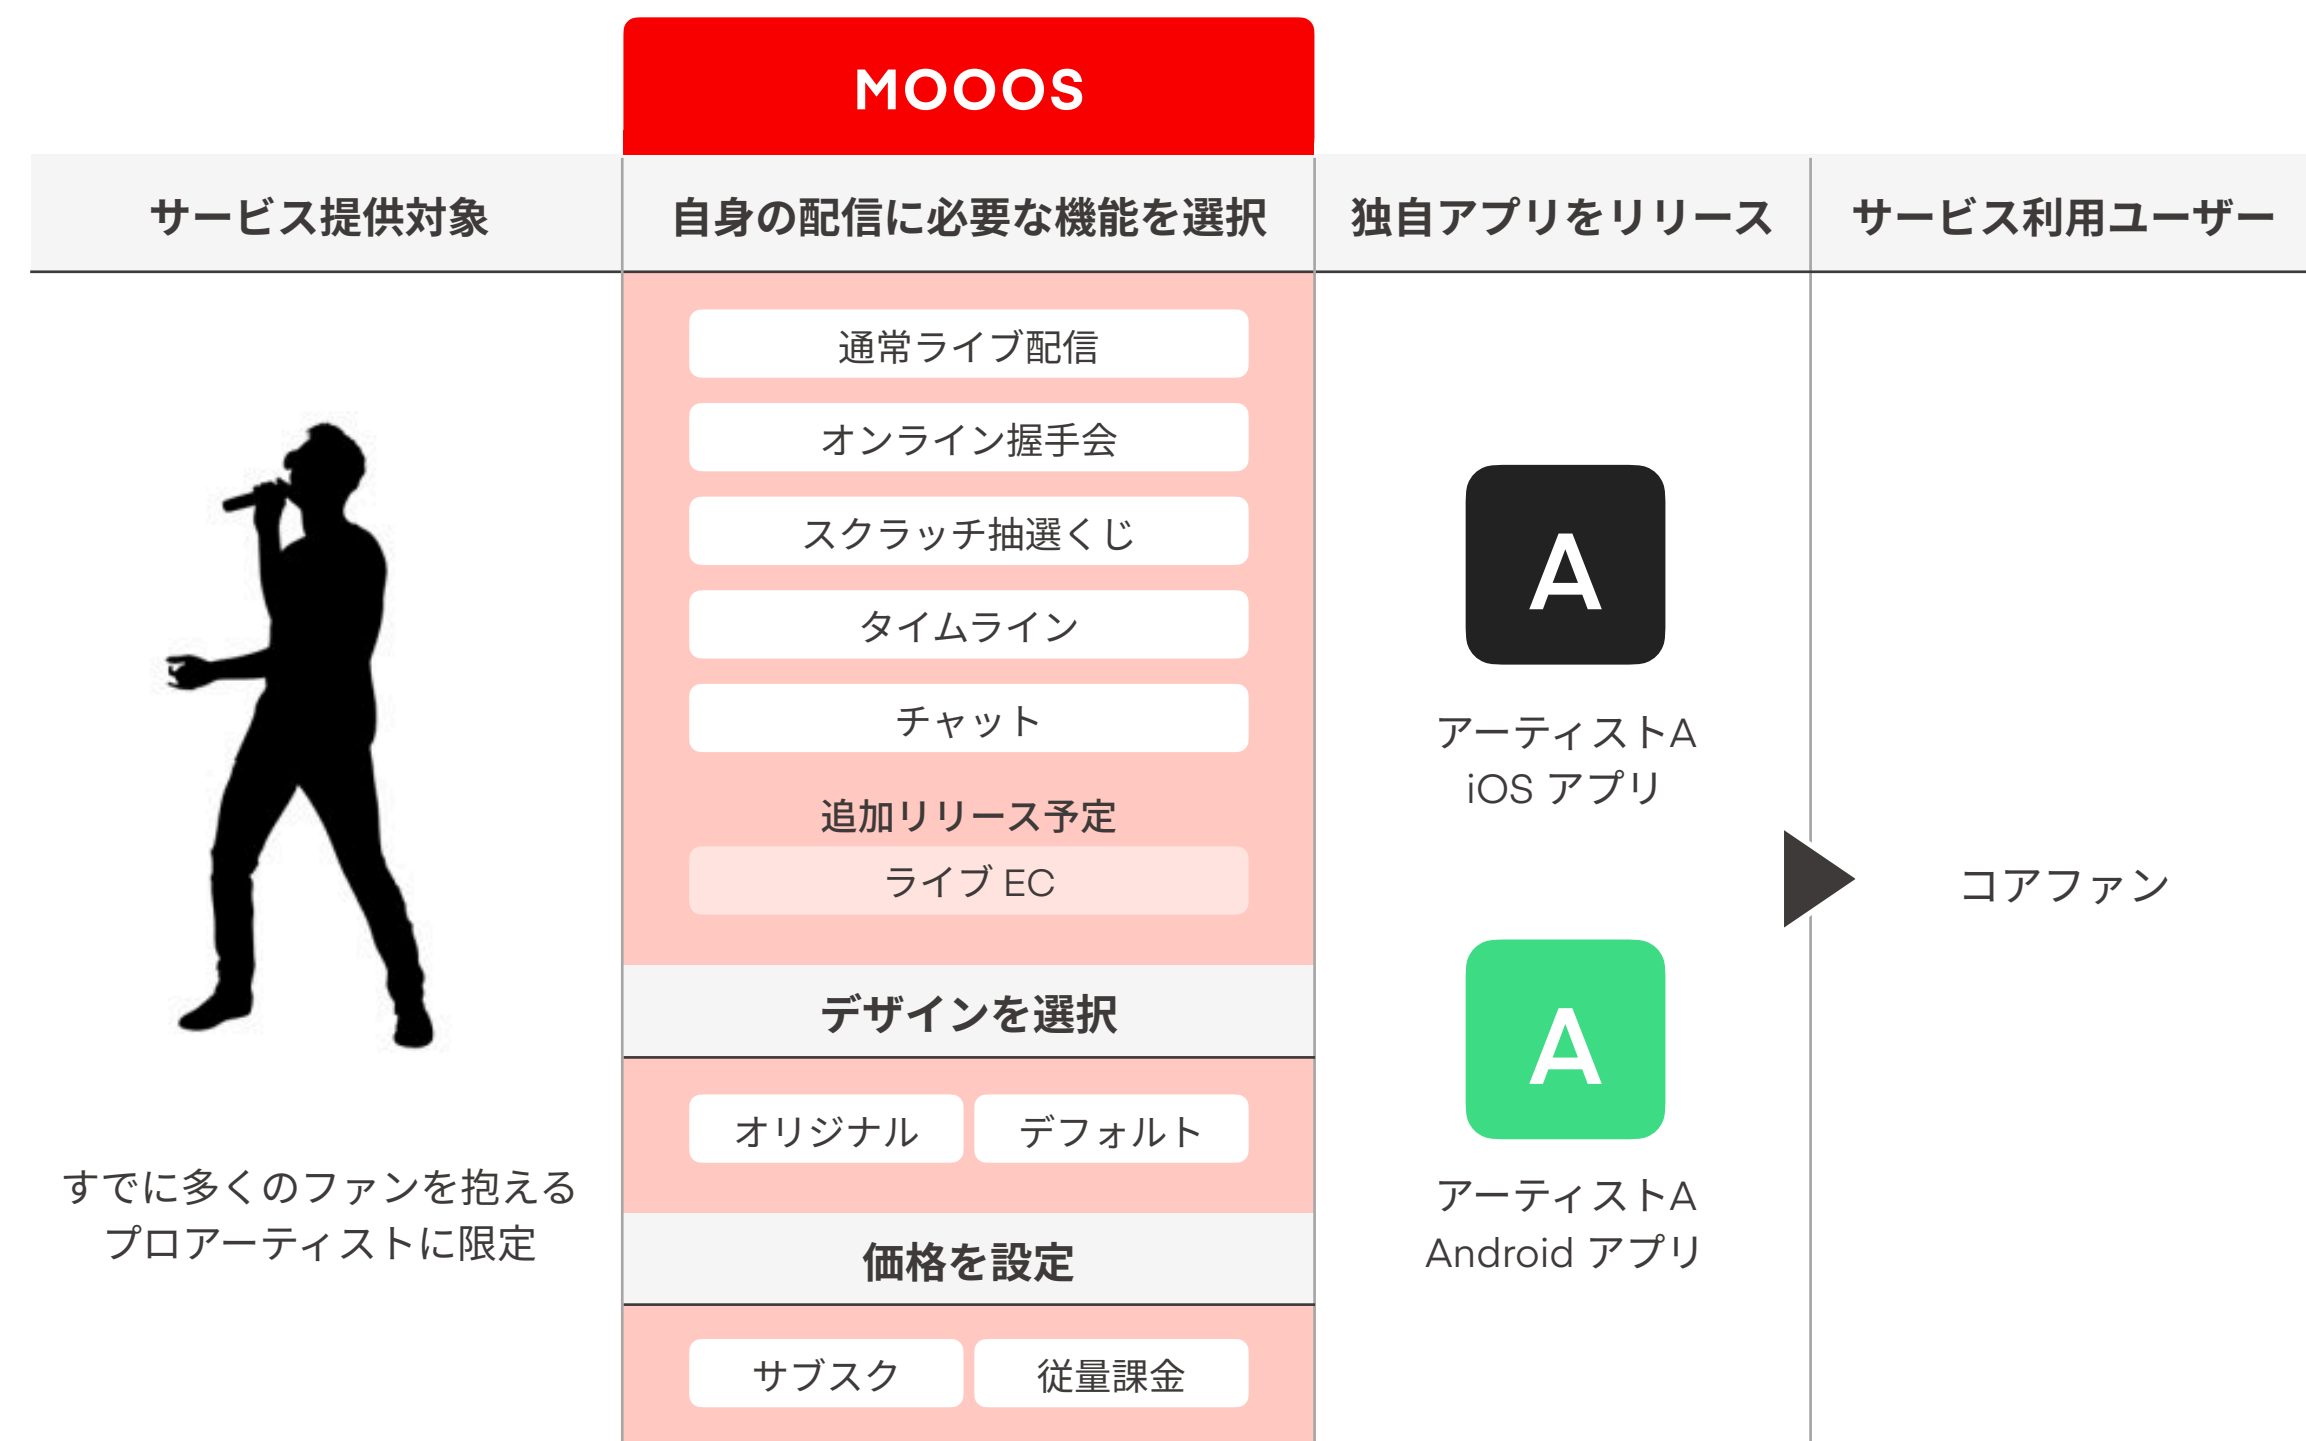 MOOOS
サービス提供対象
自身の配信に必要な機能を選択
独自アプリをリリース
サービス利用ユーザー
すでに多くのファンを抱える
プロアーティストに限定
通常ライブ配信
オンライン握手会
スクラッチ抽選くじ
タイムライン
チャット
追加リリース予定
ライブ EC
デザインを選択
オリジナル
デフォルト
価格を設定
サブスク
従量課金
A
アーティストA
iOS アプリ
A
アーティストA
Android アプリ
コアファン